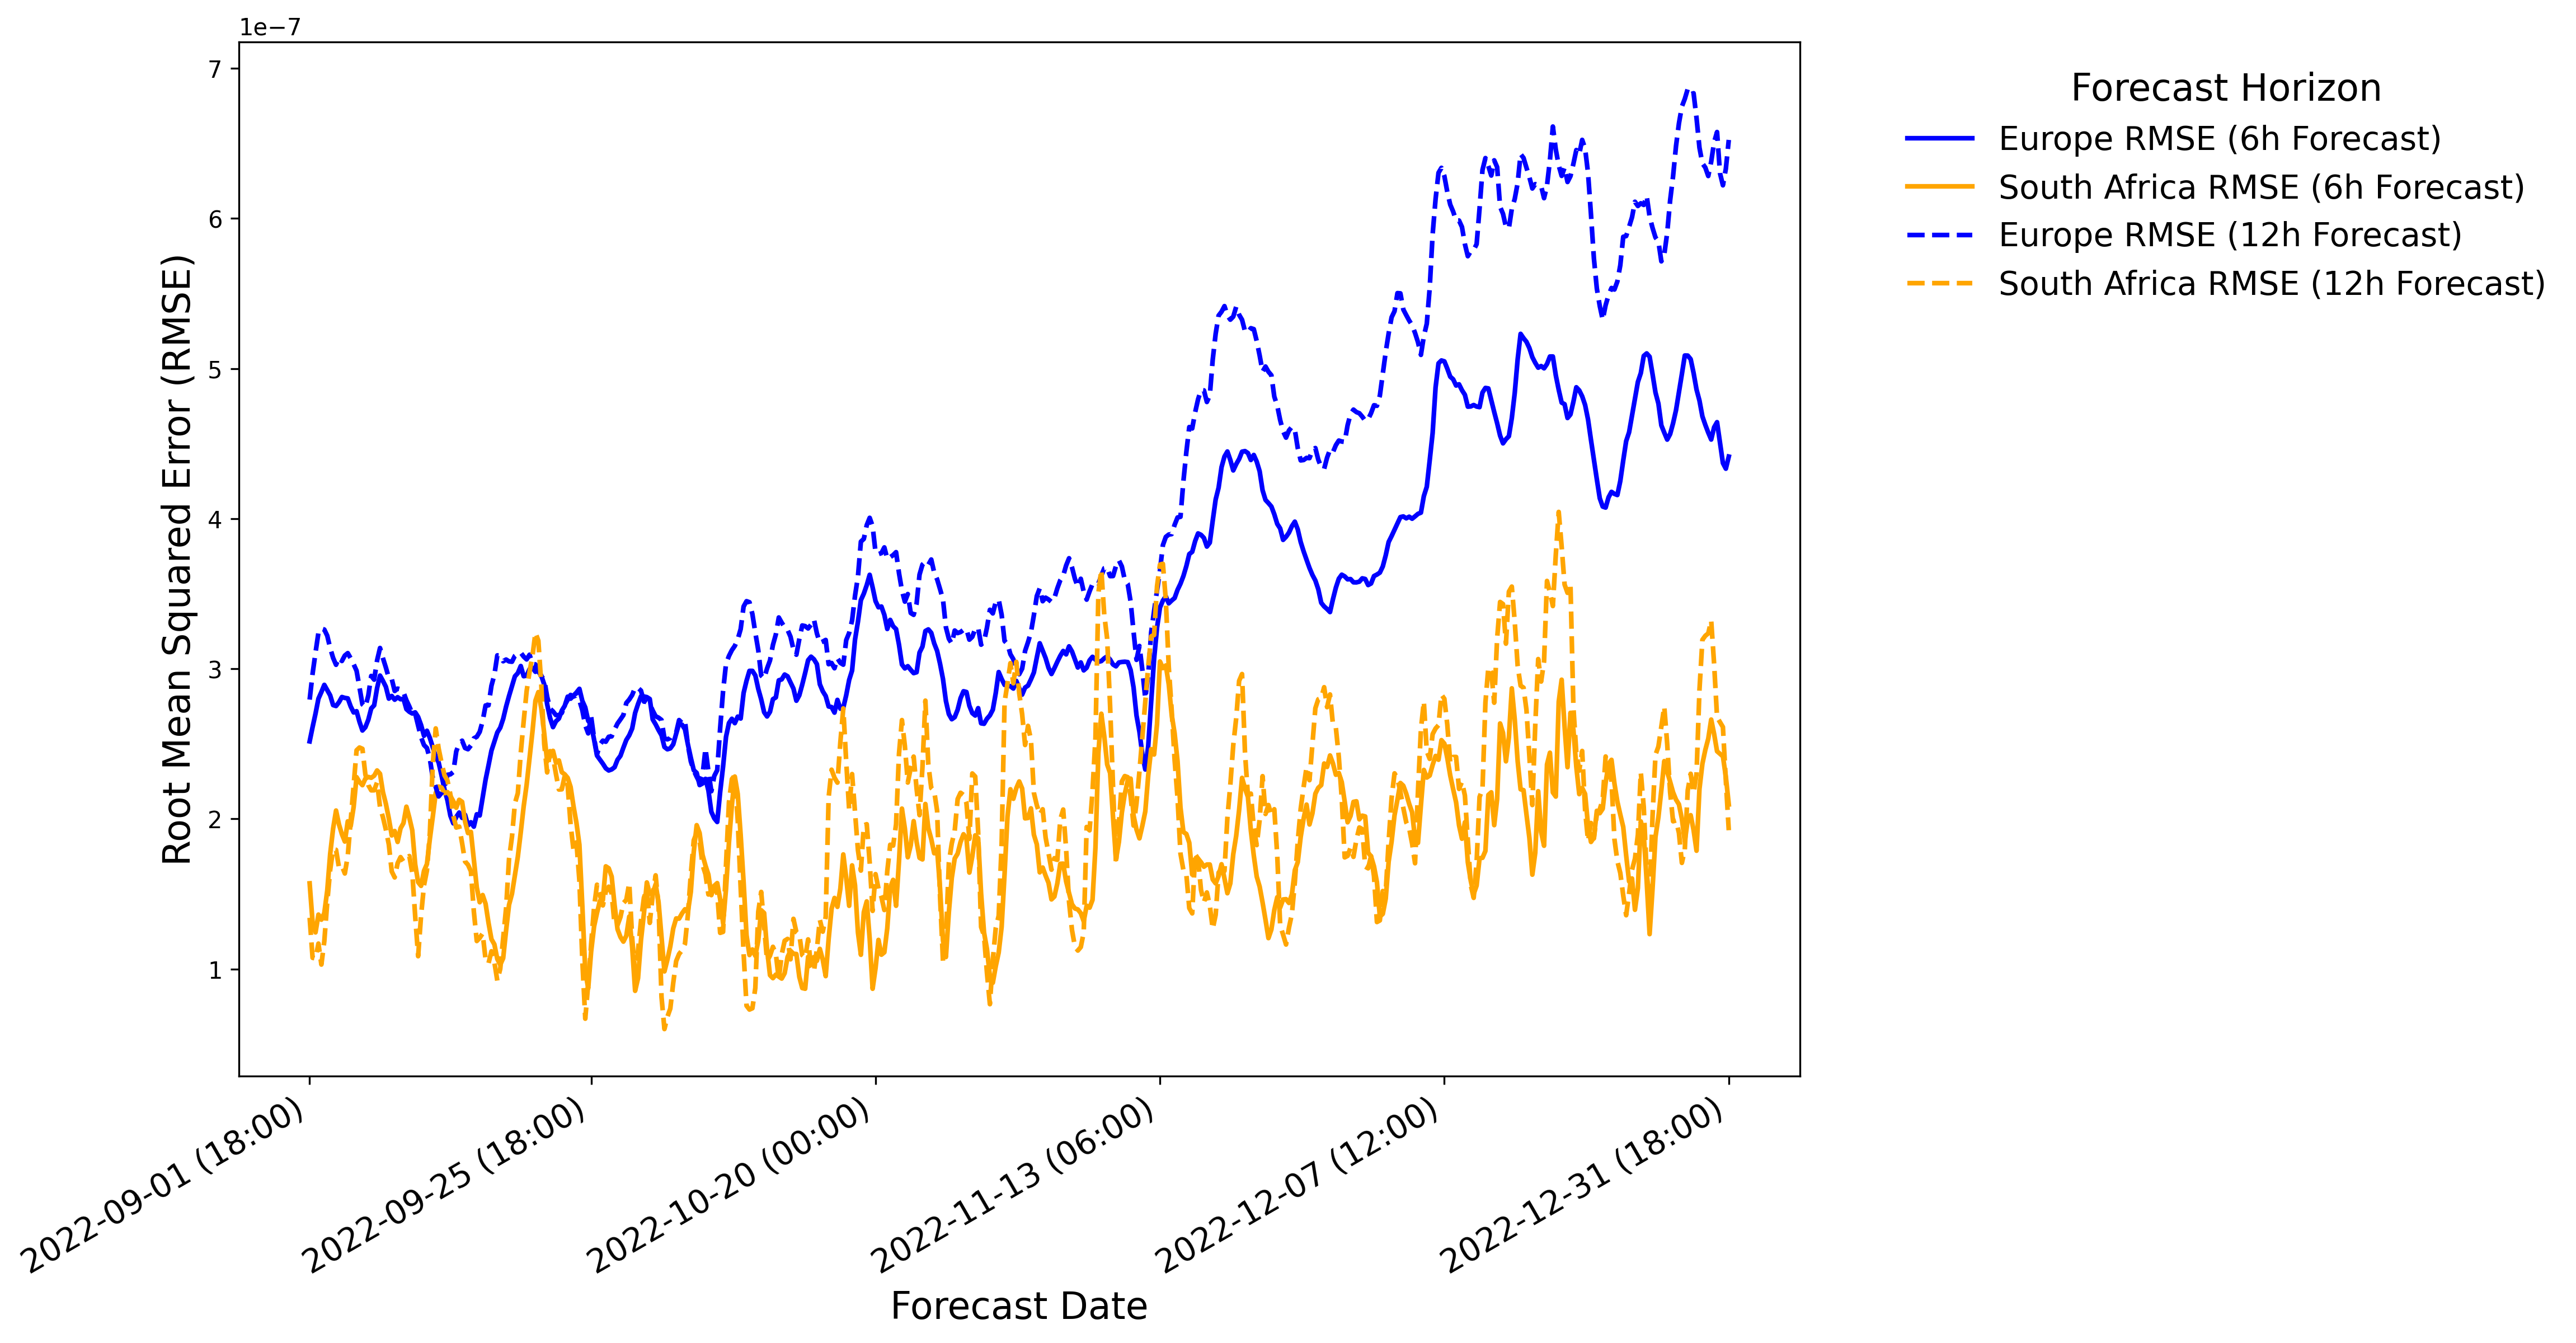 1e−7
7
6
5
4
3
2
1
Root Mean Squared Error (RMSE)
2022-09-01 (18:00)
2022-09-25 (18:00)
2022-10-20 (00:00)
2022-11-13 (06:00)
2022-12-07 (12:00)
2022-12-31 (18:00)
Forecast Date
Forecast Horizon
Europe RMSE (6h Forecast)
South Africa RMSE (6h Forecast)
Europe RMSE (12h Forecast)
South Africa RMSE (12h Forecast)